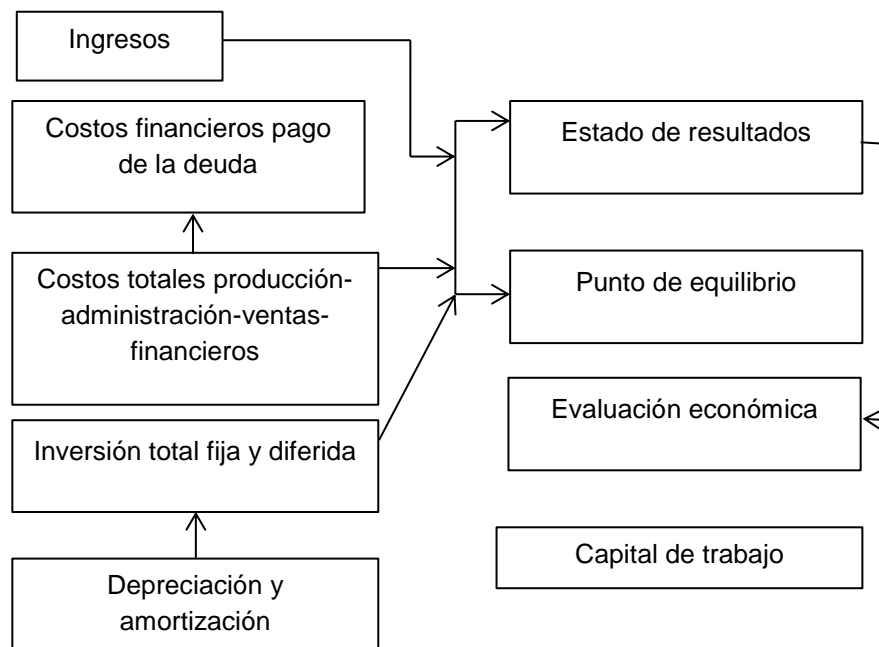 Ingresos
Costos financieros pago
de la deuda
Costos totales producción-
administración-ventas-
financieros
Inversión total fija y diferida
Depreciación y
amortización
Estado de resultados
Punto de equilibrio
Evaluación económica
Capital de trabajo